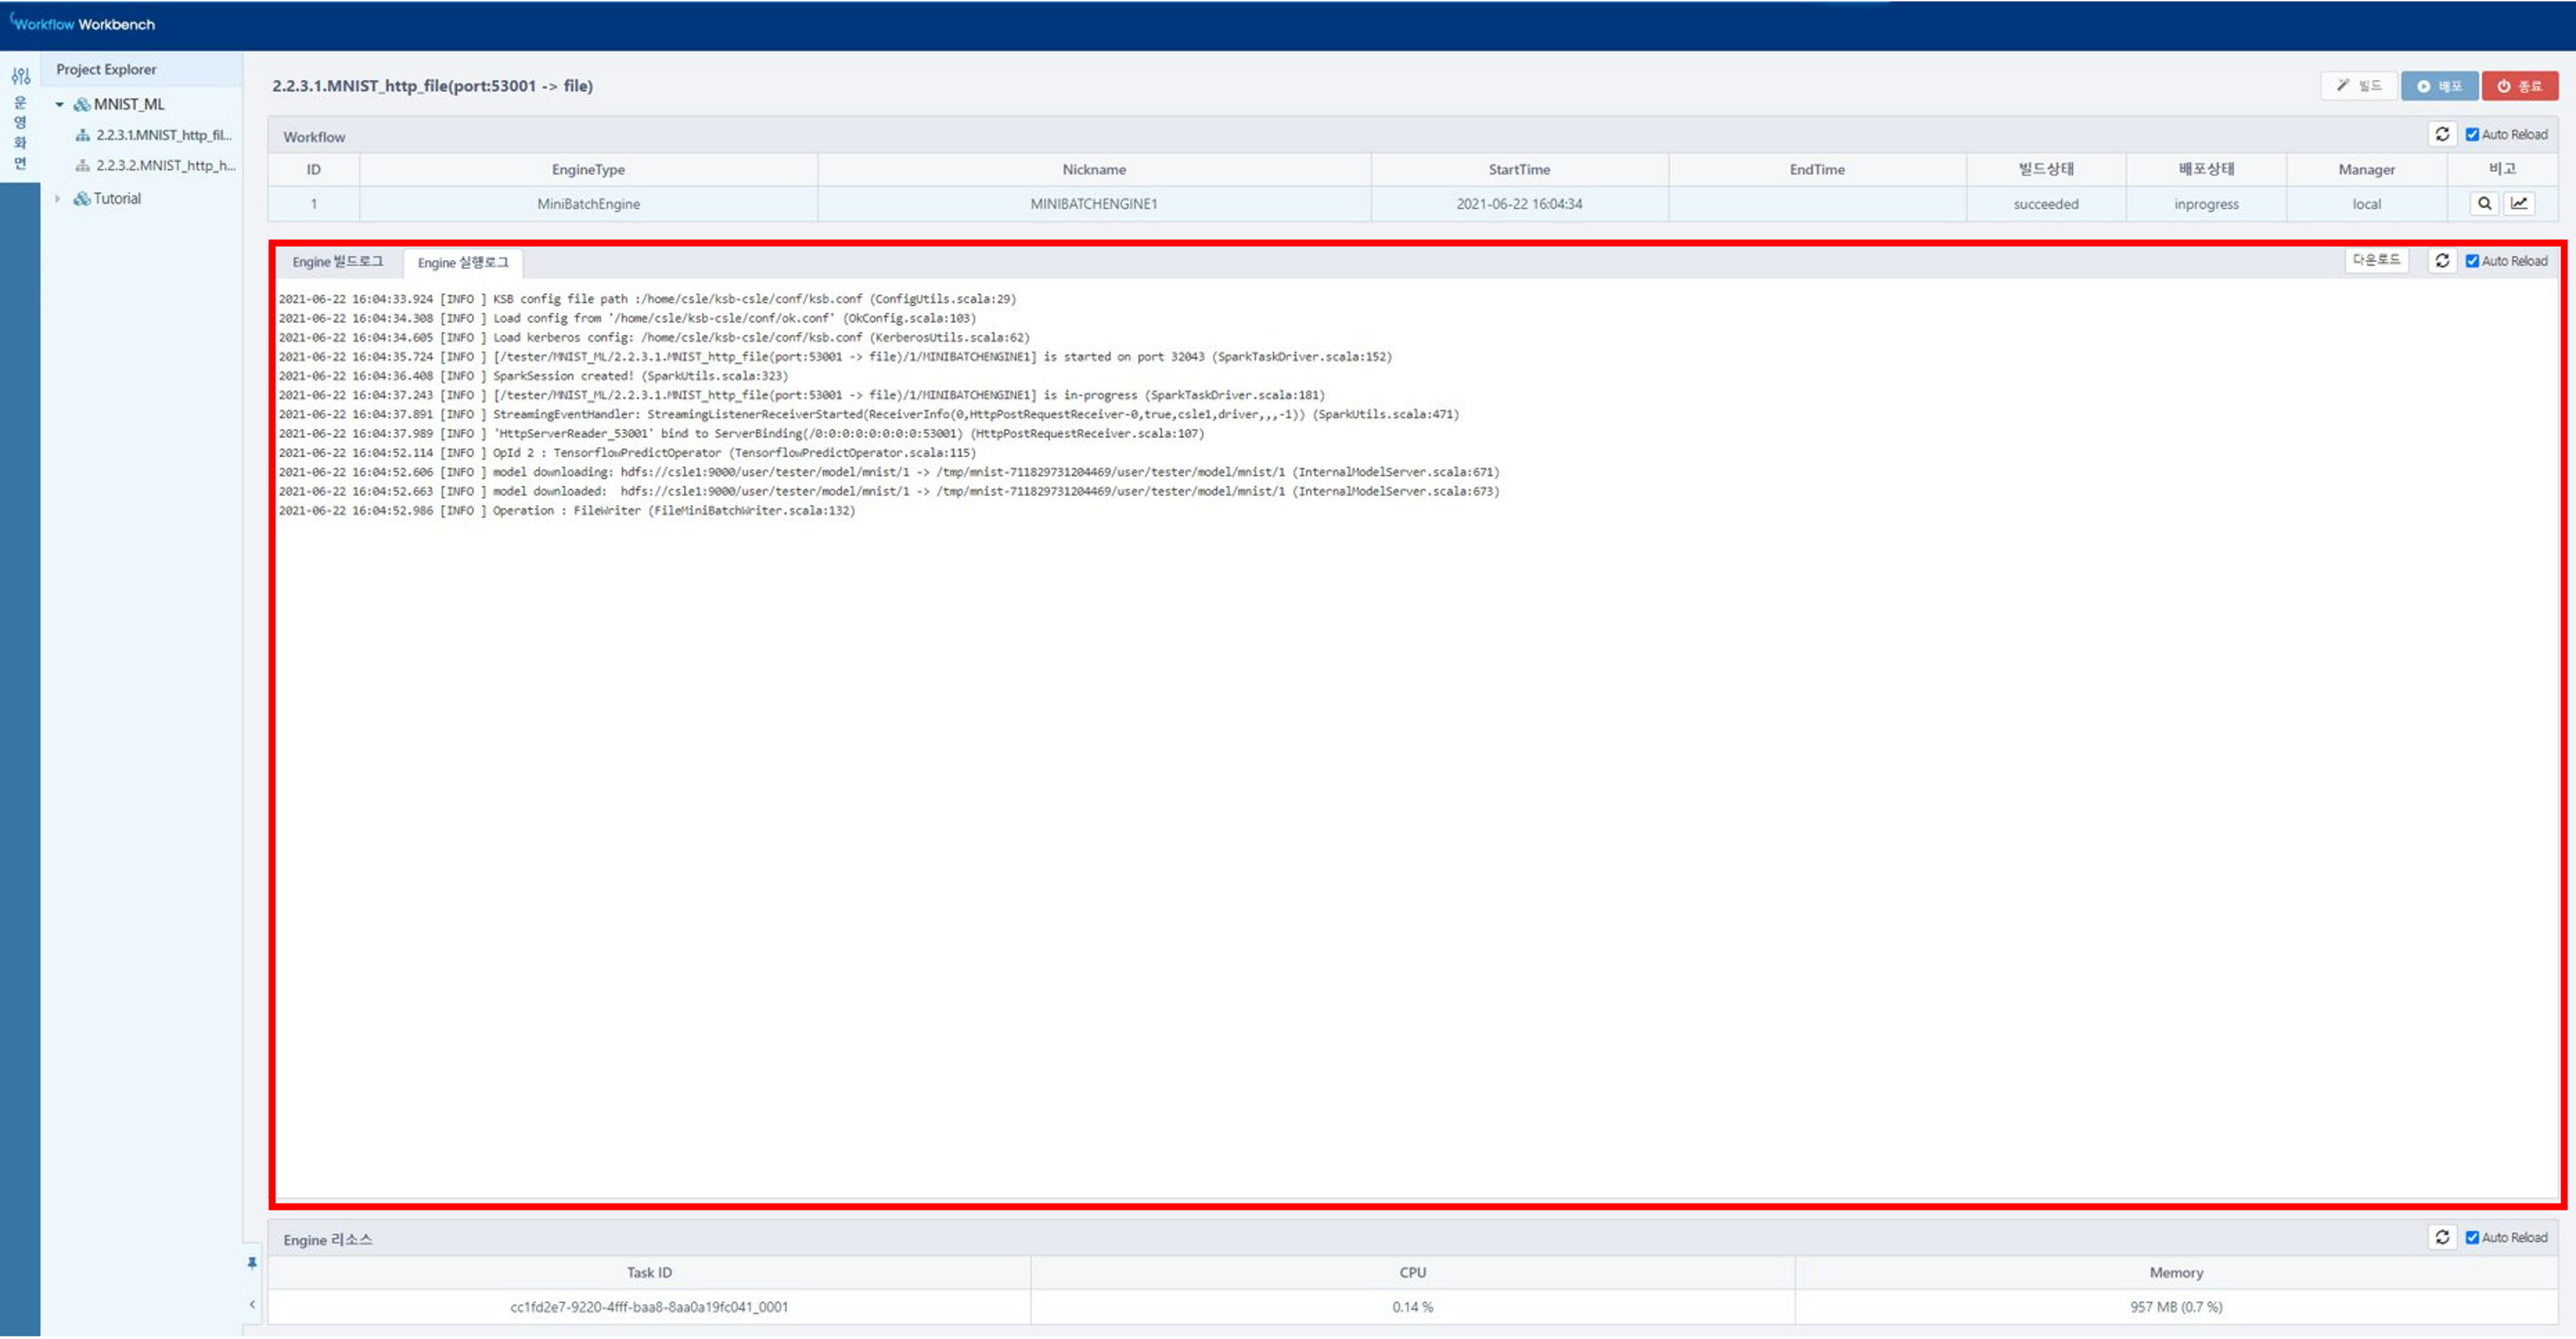 Workflow Workbench
운영화면
Project Explorer
MNIST_ML
2.2.3.1.MNIST_http_fil...
2.2.3.2.MNIST_http_h...
Tutorial
2.2.3.1.MNIST_http_file(port:53001 -> file)
빌드 배포 종료
Workflow Auto Reload
ID EngineType Nickname StartTime EndTime 빌드상태 배포상태 Manager 비고
1 MiniBatchEngine MINIBATCHENGINE1 2021-06-22 16:04:34 succeeded inprogress local
Engine 빌드로그 Engine 실행로그 다운로드 Auto Reload
2021-06-22 16:04:33.924 [INFO ] KSB config file path :/home/csle/ksb-csle/conf/ksb.conf (ConfigUtils.scala:29)
2021-06-22 16:04:34.308 [INFO ] Load config from '/home/csle/ksb-csle/conf/ok.conf' (OkConfig.scala:103)
2021-06-22 16:04:34.605 [INFO ] Load kerberos config: /home/csle/ksb-csle/conf/ksb.conf (KerberosUtils.scala:62)
2021-06-22 16:04:35.724 [INFO ] [/tester/MNIST_ML/2.2.3.1.MNIST_http_file(port:53001 -> file)/1/MINIBATCHENGINE1] is started on port 32043 (SparkTaskDriver.scala:152)
2021-06-22 16:04:36.408 [INFO ] SparkSession created! (SparkUtils.scala:323)
2021-06-22 16:04:37.243 [INFO ] [/tester/MNIST_ML/2.2.3.1.MNIST_http_file(port:53001 -> file)/1/MINIBATCHENGINE1] is in-progress (SparkTaskDriver.scala:181)
2021-06-22 16:04:37.891 [INFO ] StreamingEventHandler: StreamingListenerReceiverStarted(ReceiverInfo(0,HttpPostRequestReceiver-0,true,csle1,driver,,,-1)) (SparkUtils.scala:471)
2021-06-22 16:04:37.989 [INFO ] 'HttpServerReader_53001' bind to ServerBinding(/0:0:0:0:0:0:0:0:53001) (HttpPostRequestReceiver.scala:107)
2021-06-22 16:04:52.114 [INFO ] OpId 2 : TensorflowPredictOperator (TensorflowPredictOperator.scala:115)
2021-06-22 16:04:52.606 [INFO ] model downloading: hdfs://csle1:9000/user/tester/model/mnist/1 -> /tmp/mnist-711829731204469/user/tester/model/mnist/1 (InternalModelServer.scala:671)
2021-06-22 16:04:52.663 [INFO ] model downloaded:  hdfs://csle1:9000/user/tester/model/mnist/1 -> /tmp/mnist-711829731204469/user/tester/model/mnist/1 (InternalModelServer.scala:673)
2021-06-22 16:04:52.986 [INFO ] Operation : FileWriter (FileMiniBatchWriter.scala:132)
Engine 리소스 Auto Reload
Task ID CPU Memory
cc1fd2e7-9220-4fff-baa8-8aa0a19fc041_0001 0.14 % 957 MB (0.7 %)